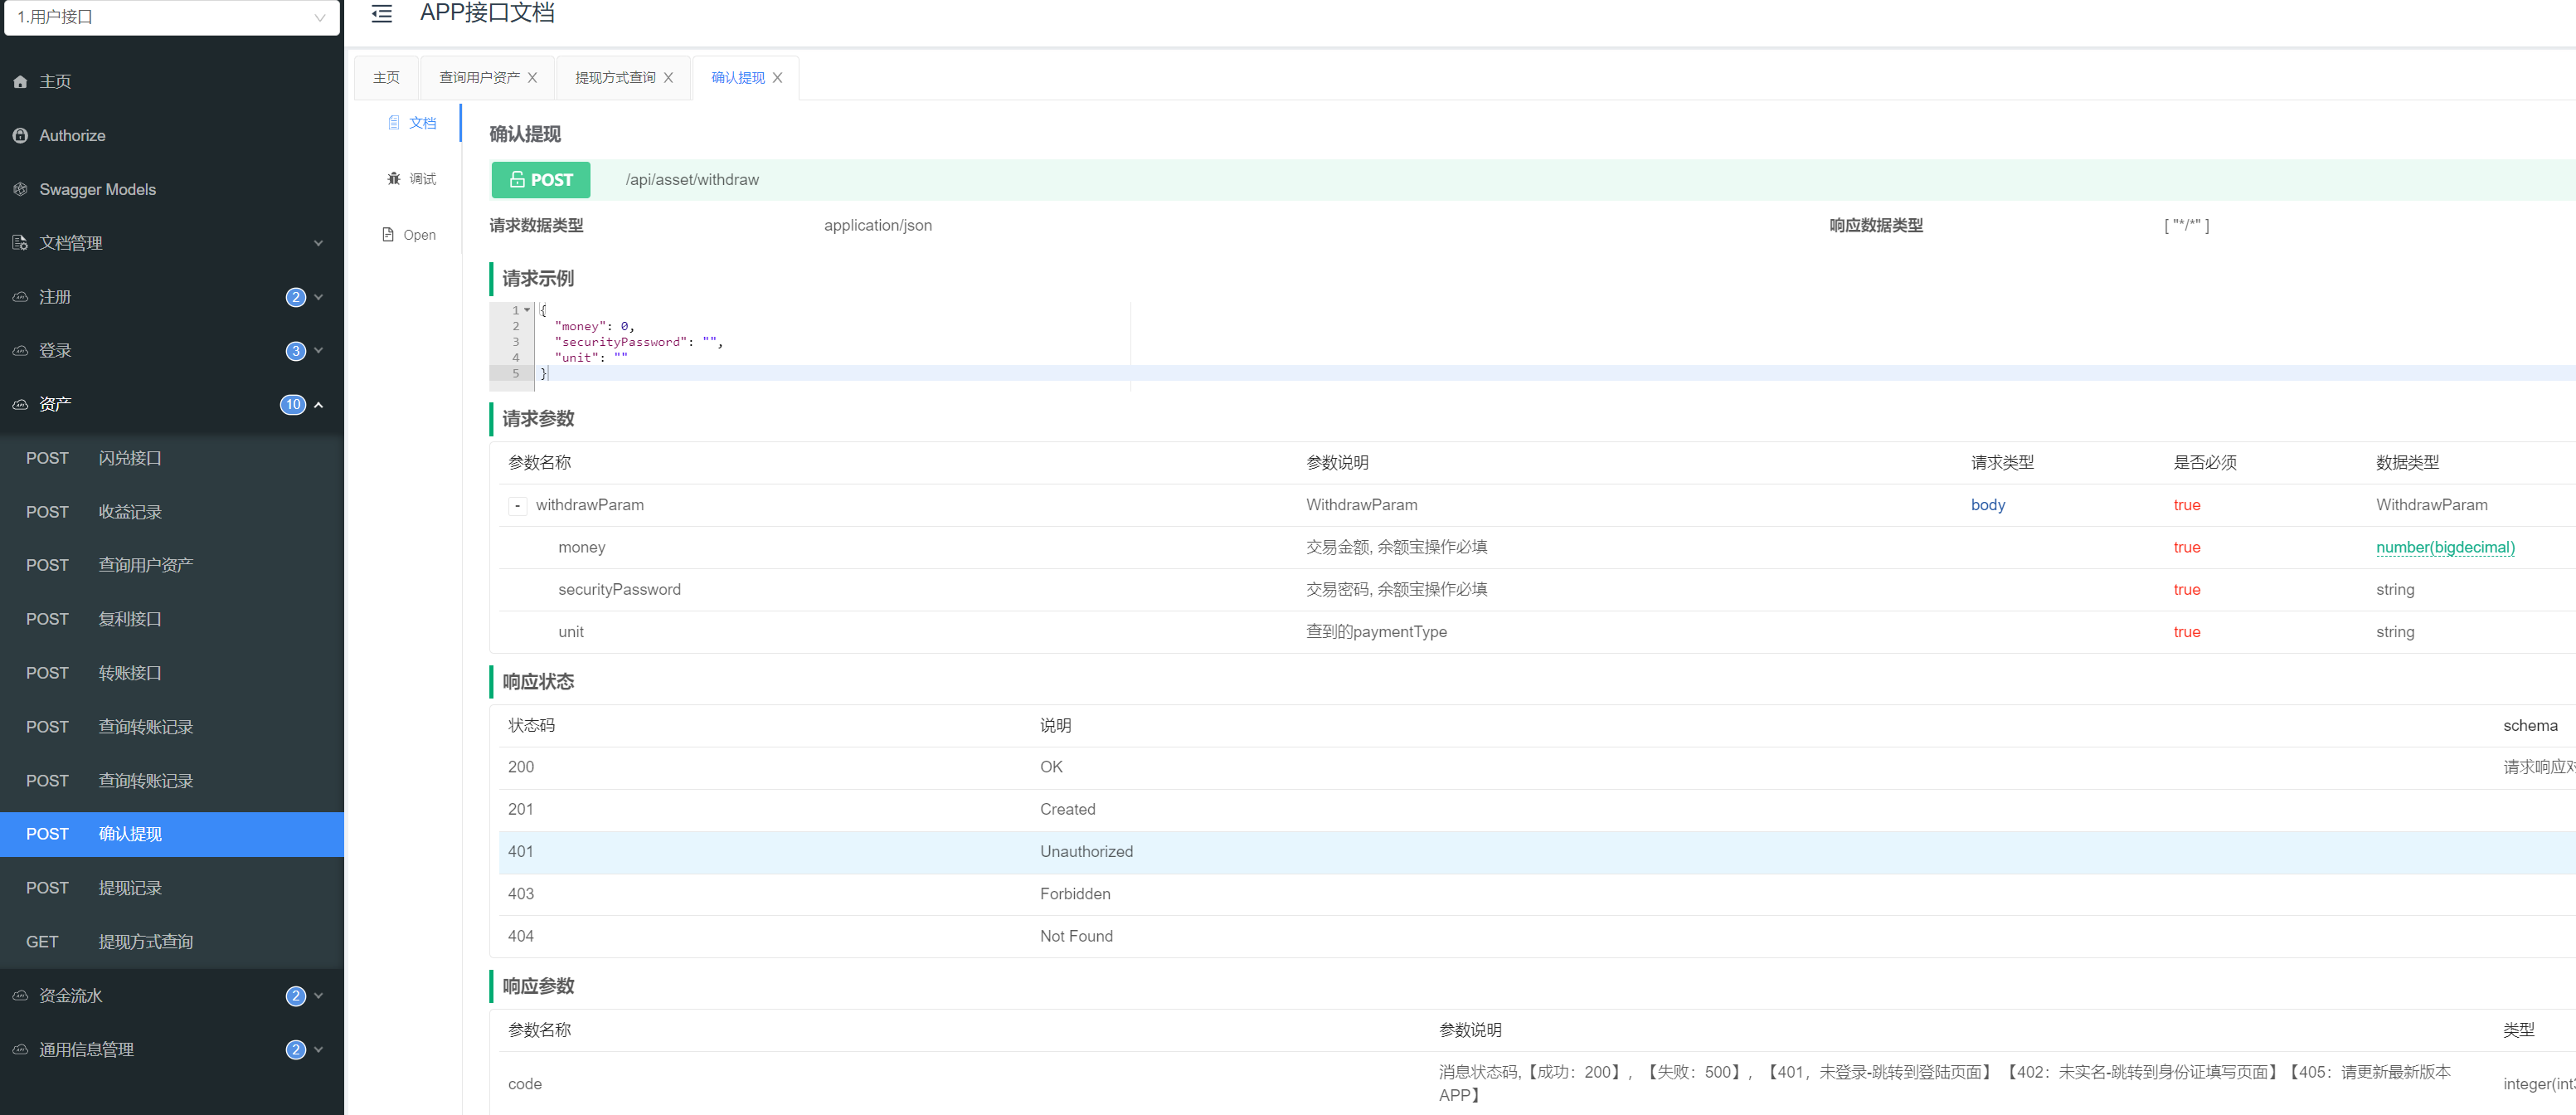 1.用户接口
APP接口文档
主页
Authorize
Swagger Models
文档管理
注册 2
登录 3
资产 10
POST 闪兑接口
POST 收益记录
POST 查询用户资产
POST 复利接口
POST 转账接口
POST 查询转账记录
POST 查询转账记录
POST 确认提现
POST 提现记录
GET 提现方式查询
资金流水 2
通用信息管理 2
主页 查询用户资产 提现方式查询 确认提现
文档
调试
Open
确认提现
POST /api/asset/withdraw
请求数据类型 application/json 响应数据类型 [ "*/*" ]
请求示例
1 {
2 "money": 0,
3 "securityPassword": "",
4 "unit": ""
5 }
请求参数
参数名称 参数说明 请求类型 是否必须 数据类型
- withdrawParam WithdrawParam body true WithdrawParam
money 交易金额, 余额宝操作必填 true number(bigdecimal)
securityPassword 交易密码, 余额宝操作必填 true string
unit 查到的paymentType true string
响应状态
状态码 说明 schema
200 OK 请求响应对
201 Created
401 Unauthorized
403 Forbidden
404 Not Found
响应参数
参数名称 参数说明 类型
code 消息状态码,【成功：200】，【失败：500】，【401，未登录-跳转到登陆页面】【402：未实名-跳转到身份证填写页面】【405：请更新最新版本
APP】 integer(int3